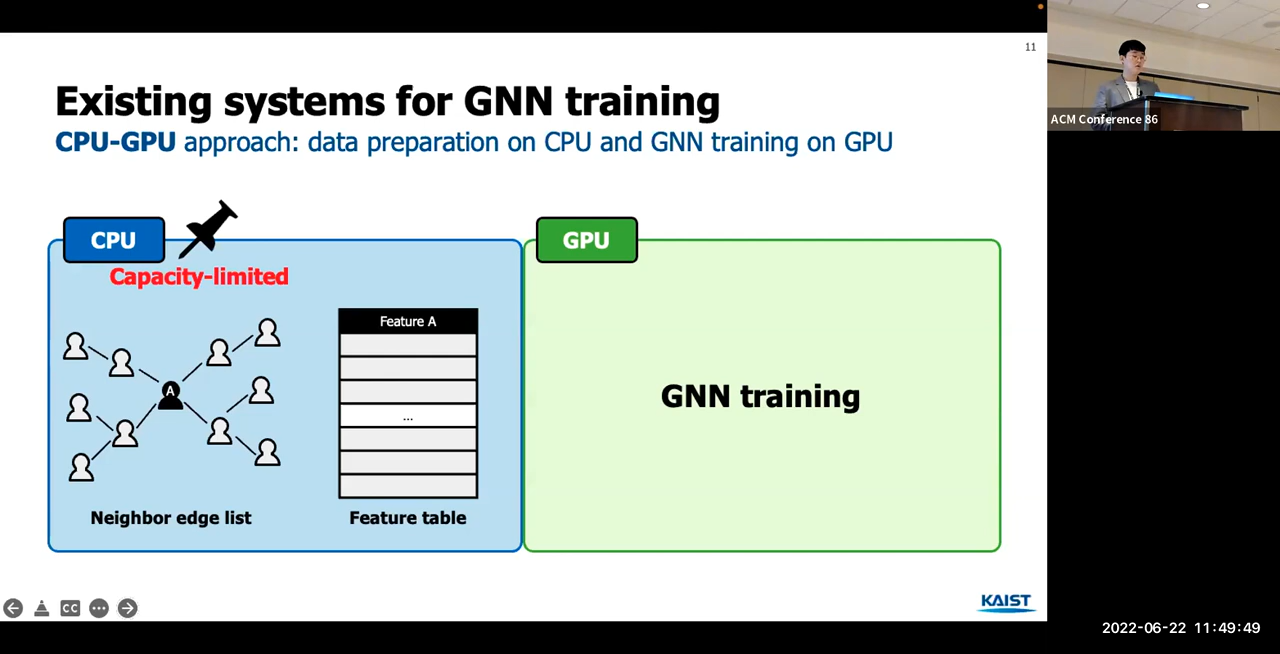 11
Existing systems for GNN training
CPU-GPU approach: data preparation on CPU and GNN training on GPU
ACM Conference 86
CPU
GPU
Capacity-limited
Feature A
A
GNN training
...
Neighbor edge list
Feature table
CC
KAIST
2022-06-22 11:49:49